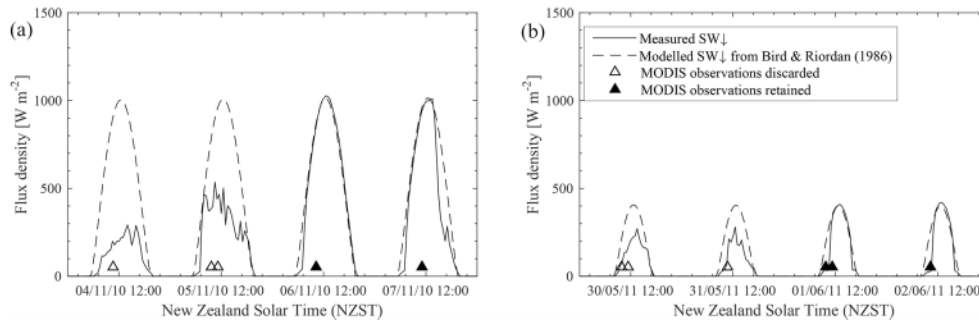 (a)
1500
1000
500
0
Flux density [W m⁻²]
04/11/10 12:00 05/11/10 12:00 06/11/10 12:00 07/11/10 12:00
New Zealand Solar Time (NZST)
(b)
1500
1000
500
0
Flux density [W m⁻²]
Measured SW↓
Modelled SW↓ from Bird & Riordan (1986)
MODIS observations discarded
MODIS observations retained
30/05/11 12:00 31/05/11 12:00 01/06/11 12:00 02/06/11 12:00
New Zealand Solar Time (NZST)